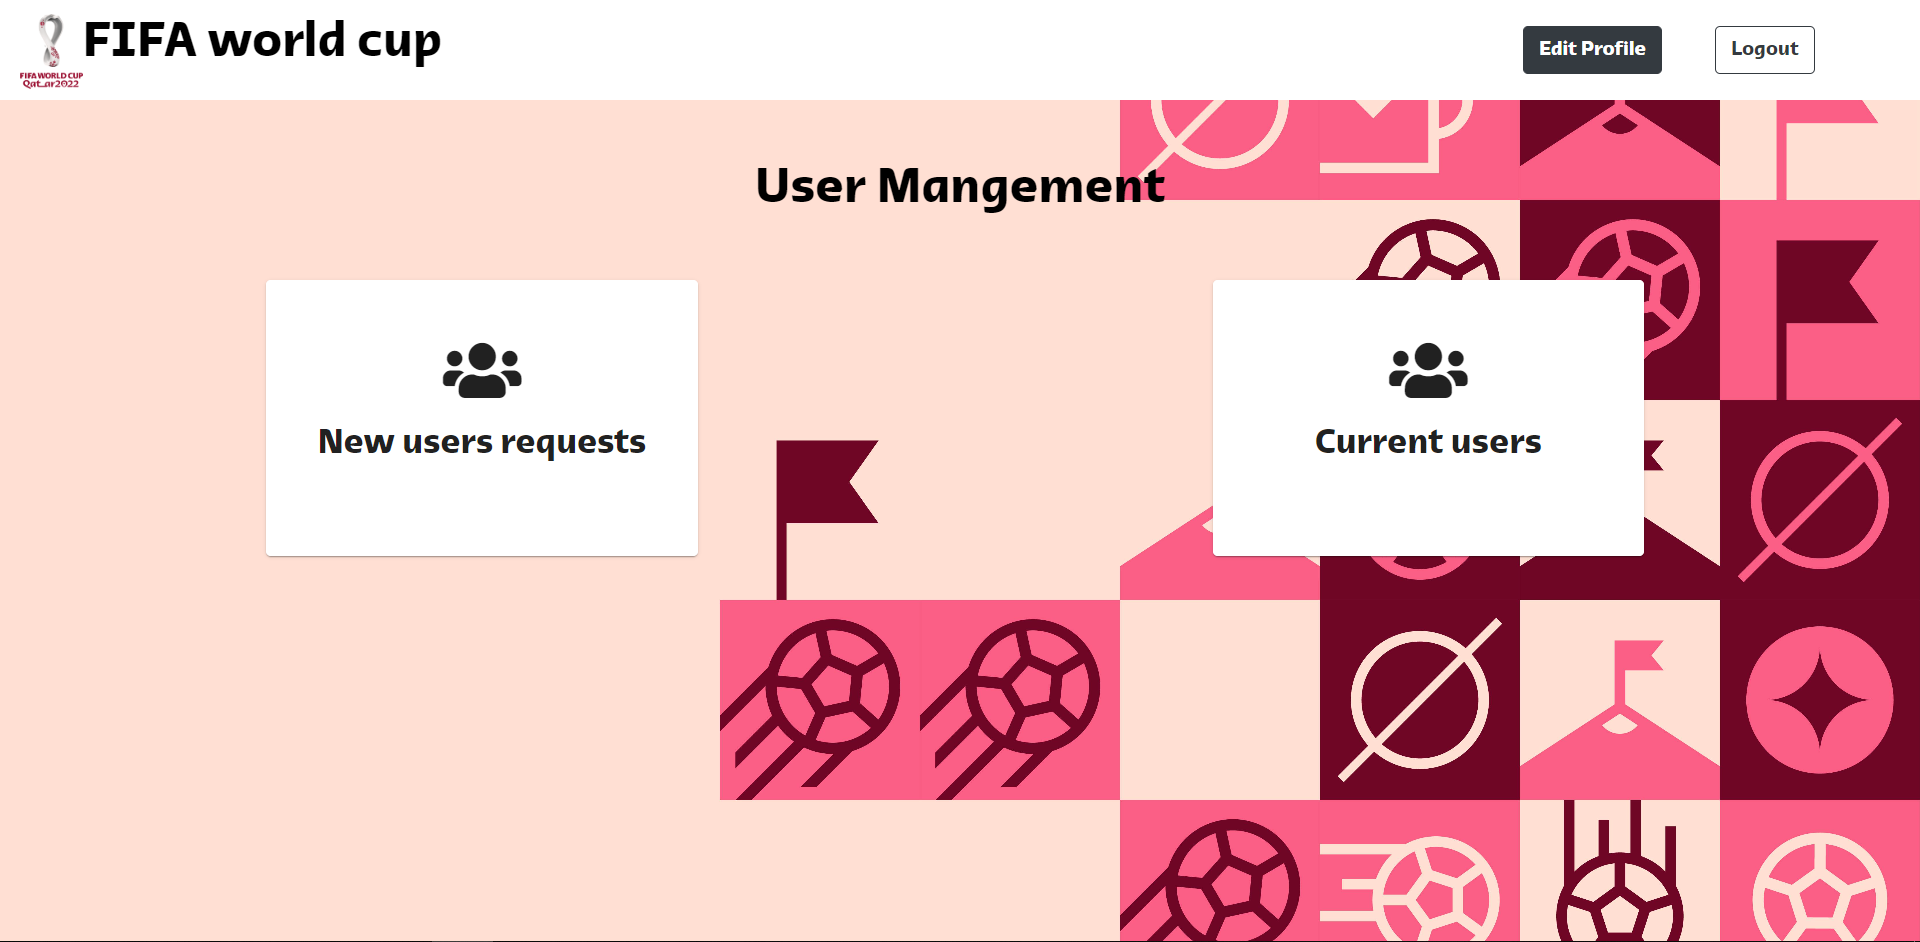 FIFA world cup
FIFA WORLD CUP
Qatar2022
Edit Profile
Logout
User Mangement
New users requests
Current users